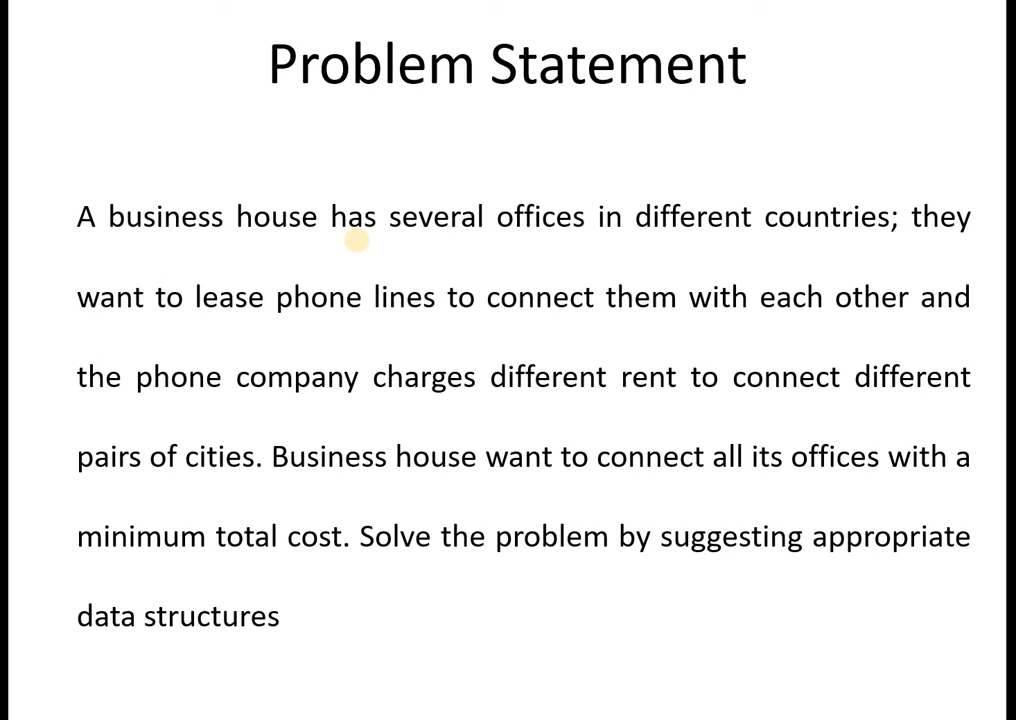 Problem Statement
A business house has several offices in different countries; they
want to lease phone lines to connect them with each other and
the phone company charges different rent to connect different
pairs of cities. Business house want to connect all its offices with a
minimum total cost. Solve the problem by suggesting appropriate
data structures